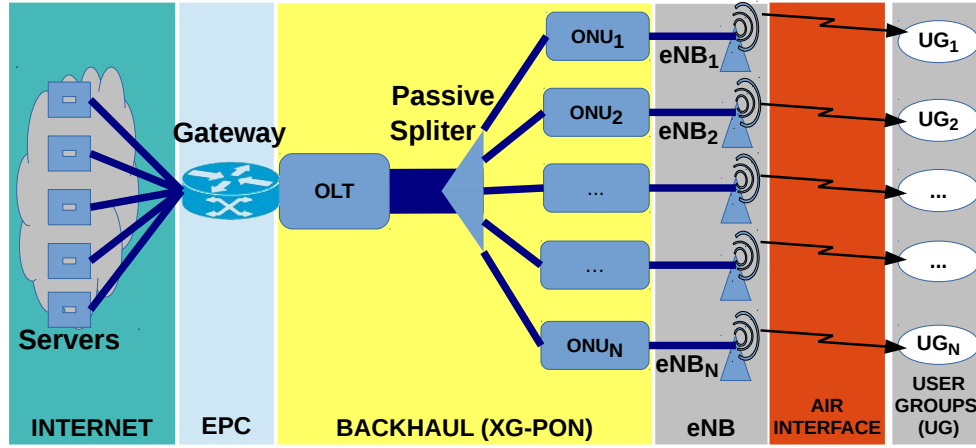 ONU1
eNB1
UG1
Passive
Spliter
ONU2
eNB2
UG2
Gateway
OLT
...
...
...
...
Servers
ONUN
eNBN
UGN
INTERNET
EPC
BACKHAUL (XG-PON)
eNB
AIR
INTERFACE
USER
GROUPS
(UG)